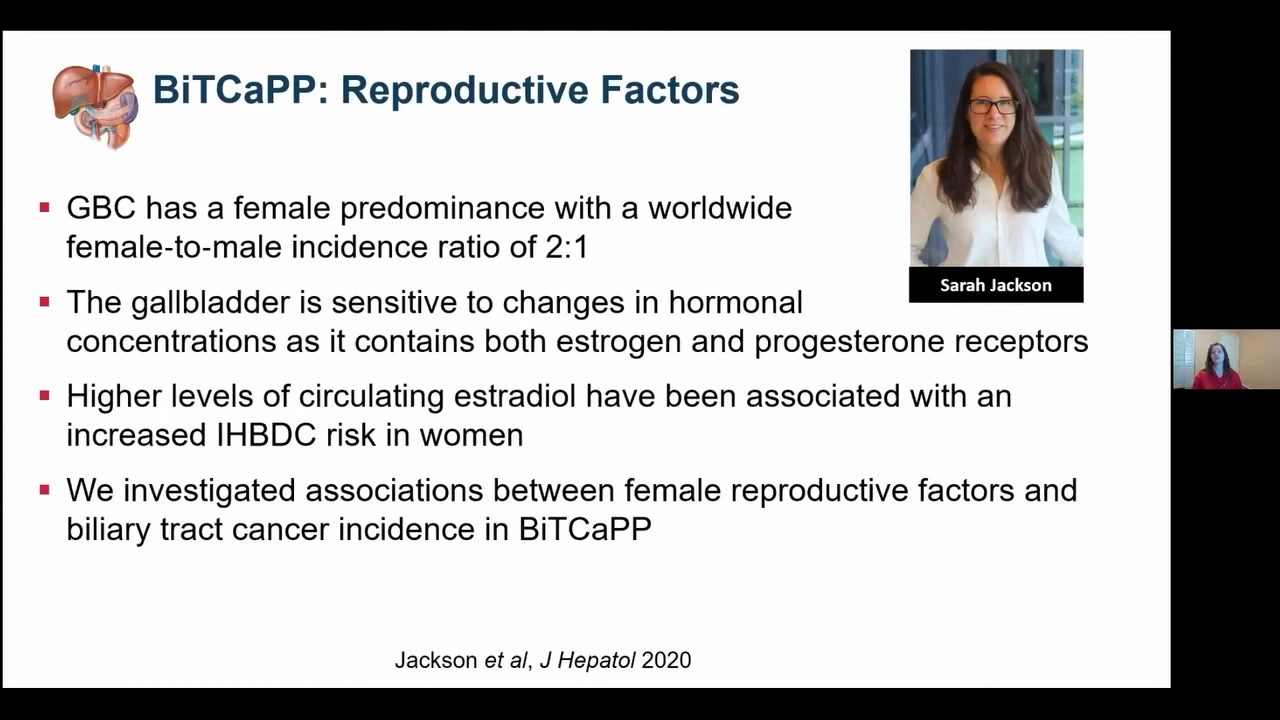 BiTCaPP: Reproductive Factors
▪ GBC has a female predominance with a worldwide
female-to-male incidence ratio of 2:1
▪ The gallbladder is sensitive to changes in hormonal
concentrations as it contains both estrogen and progesterone receptors
▪ Higher levels of circulating estradiol have been associated with an
increased IHBDC risk in women
▪ We investigated associations between female reproductive factors and
biliary tract cancer incidence in BiTCaPP
Sarah Jackson
Jackson et al, J Hepatol 2020